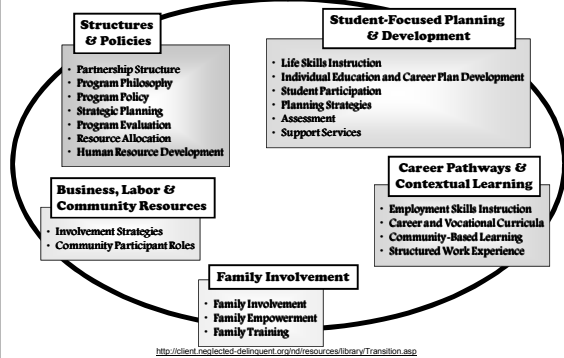 Structures
& Policies
• Partnership Structure
• Program Philosophy
• Program Policy
• Strategic Planning
• Program Evaluation
• Resource Allocation
• Human Resource Development
Student-Focused Planning
& Development
• Life Skills Instruction
• Individual Education and Career Plan Development
• Student Participation
• Planning Strategies
• Assessment
• Support Services
Business, Labor &
Community Resources
• Involvement Strategies
• Community Participant Roles
Career Pathways &
Contextual Learning
• Employment Skills Instruction
• Career and Vocational Curricula
• Community-Based Learning
• Structured Work Experience
Family Involvement
• Family Involvement
• Family Empowerment
• Family Training
http://client.neglected-delinquent.org/nd/resources/library/Transition.asp